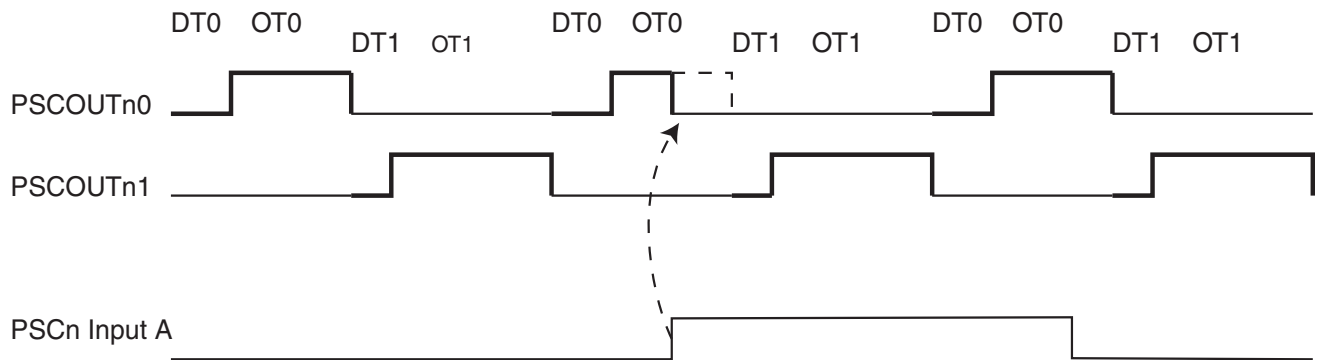 DT0 OT0 DT0 OT0 DT0 OT0
DT1 OT1 DT1 OT1 DT1 OT1
PSCOUTn0
PSCOUTn1
PSCn Input A